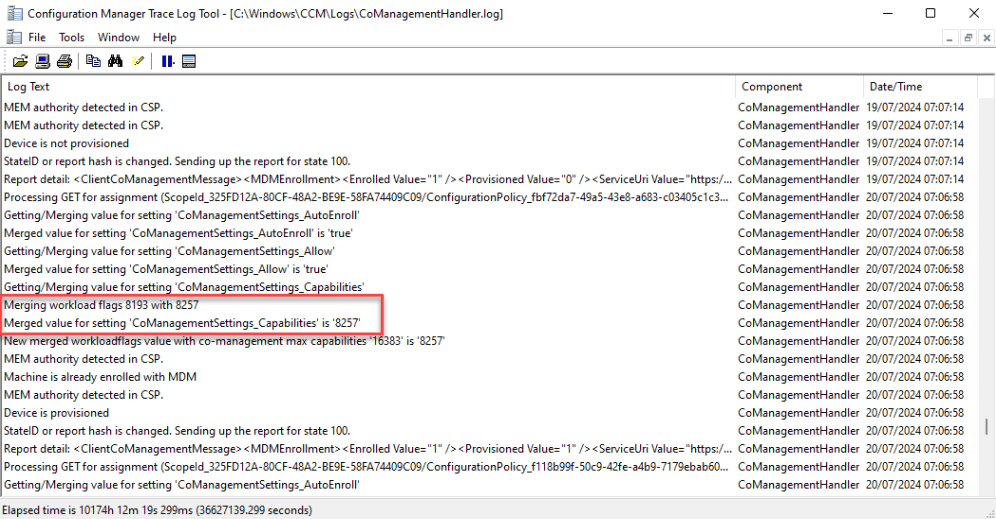 Configuration Manager Trace Log Tool - [C:\Windows\CCM\Logs\CoManagementHandler.log]
File Tools Window Help
Log Text Component Date/Time
MEM authority detected in CSP. CoManagementHandler 19/07/2024 07:07:14
MEM authority detected in CSP. CoManagementHandler 19/07/2024 07:07:14
Device is not provisioned CoManagementHandler 19/07/2024 07:07:14
StateID or report hash is changed. Sending up the report for state 100. CoManagementHandler 19/07/2024 07:07:14
Report detail: <ClientCoManagementMessage><MDMEnrollment><Enrolled Value="1" /><Provisioned Value="0" /><ServiceUri Value="https:/... CoManagementHandler 19/07/2024 07:07:14
Processing GET for assignment (ScopeId_325FD12A-80CF-48A2-BE9E-58FA74409C09/ConfigurationPolicy_fbf72da7-49a5-43e8-a683-c03405c1c3... CoManagementHandler 20/07/2024 07:06:58
Getting/Merging value for setting 'CoManagementSettings_AutoEnroll' CoManagementHandler 20/07/2024 07:06:58
Merged value for setting 'CoManagementSettings_AutoEnroll' is 'true' CoManagementHandler 20/07/2024 07:06:58
Getting/Merging value for setting 'CoManagementSettings_Allow' CoManagementHandler 20/07/2024 07:06:58
Merged value for setting 'CoManagementSettings_Allow' is 'true' CoManagementHandler 20/07/2024 07:06:58
Getting/Merging value for setting 'CoManagementSettings_Capabilities' CoManagementHandler 20/07/2024 07:06:58
Merging workload flags 8193 with 8257 CoManagementHandler 20/07/2024 07:06:58
Merged value for setting 'CoManagementSettings_Capabilities' is '8257' CoManagementHandler 20/07/2024 07:06:58
New merged workloadflags value with co-management max capabilities '16383' is '8257' CoManagementHandler 20/07/2024 07:06:58
MEM authority detected in CSP. CoManagementHandler 20/07/2024 07:06:58
Machine is already enrolled with MDM CoManagementHandler 20/07/2024 07:06:58
MEM authority detected in CSP. CoManagementHandler 20/07/2024 07:06:58
Device is provisioned CoManagementHandler 20/07/2024 07:06:58
StateID or report hash is changed. Sending up the report for state 100. CoManagementHandler 20/07/2024 07:06:58
Report detail: <ClientCoManagementMessage><MDMEnrollment><Enrolled Value="1" /><Provisioned Value="1" /><ServiceUri Value="https:/... CoManagementHandler 20/07/2024 07:06:58
Processing GET for assignment (ScopeId_325FD12A-80CF-48A2-BE9E-58FA74409C09/ConfigurationPolicy_f118b99f-50c9-42fe-a4b9-7179ebab60... CoManagementHandler 20/07/2024 07:06:58
Getting/Merging value for setting 'CoManagementSettings_AutoEnroll' CoManagementHandler 20/07/2024 07:06:58
Elapsed time is 10174h 12m 19s 299ms (36627139.299 seconds)